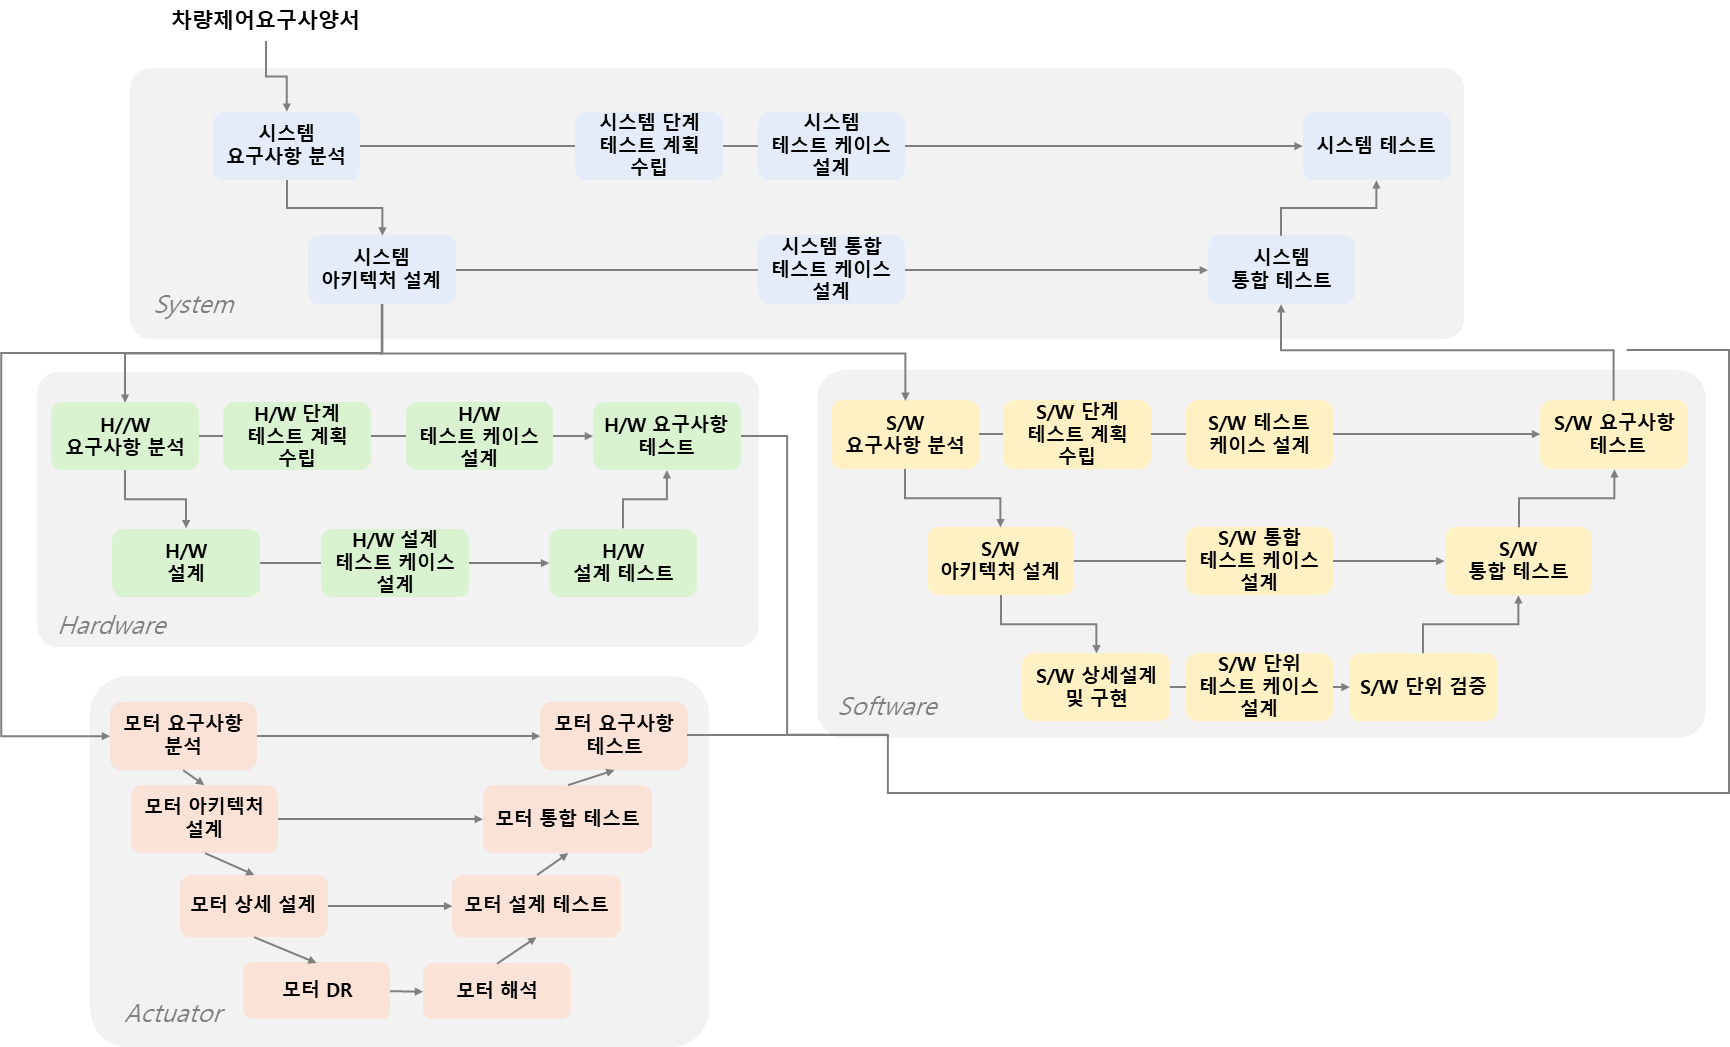 차량제어요구사양서
시스템
요구사항 분석
시스템 단계
테스트 계획
수립
시스템
테스트 케이스
설계
시스템 테스트
시스템
아키텍처 설계
시스템 통합
테스트 케이스
설계
시스템
통합 테스트
System
H//W
요구사항 분석
H/W 단계
테스트 계획
수립
H/W
테스트 케이스
설계
H/W 요구사항
테스트
H/W
설계
H/W 설계
테스트 케이스
설계
H/W
설계 테스트
Hardware
S/W
요구사항 분석
S/W 단계
테스트 계획
수립
S/W 테스트
케이스 설계
S/W 요구사항
테스트
S/W
아키텍처 설계
S/W 통합
테스트 케이스
설계
S/W
통합 테스트
S/W 상세설계
및 구현
S/W 단위
테스트 케이스
설계
S/W 단위 검증
Software
모터 요구사항
분석
모터 요구사항
테스트
모터 아키텍처
설계
모터 통합 테스트
모터 상세 설계
모터 설계 테스트
모터 DR
모터 해석
Actuator